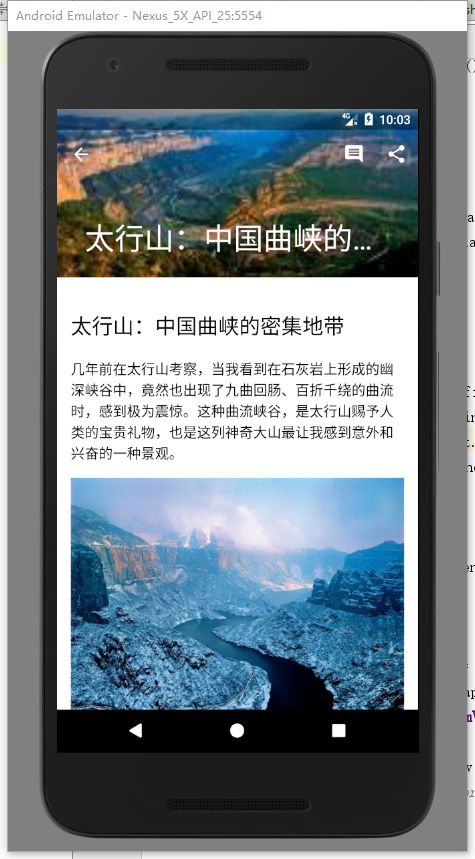 Android Emulator - Nexus_5X_API_25:5554
4G
10:03
太行山：中国曲峡的...
太行山：中国曲峡的密集地带
几年前在太行山考察，当我看到在石灰岩上形成的幽
深峡谷中，竟然也出现了九曲回肠、百折千绕的曲流
时，感到极为震惊。这种曲流峡谷，是太行山赐予人
类的宝贵礼物，也是这列神奇大山最让我感到意外和
兴奋的一种景观。